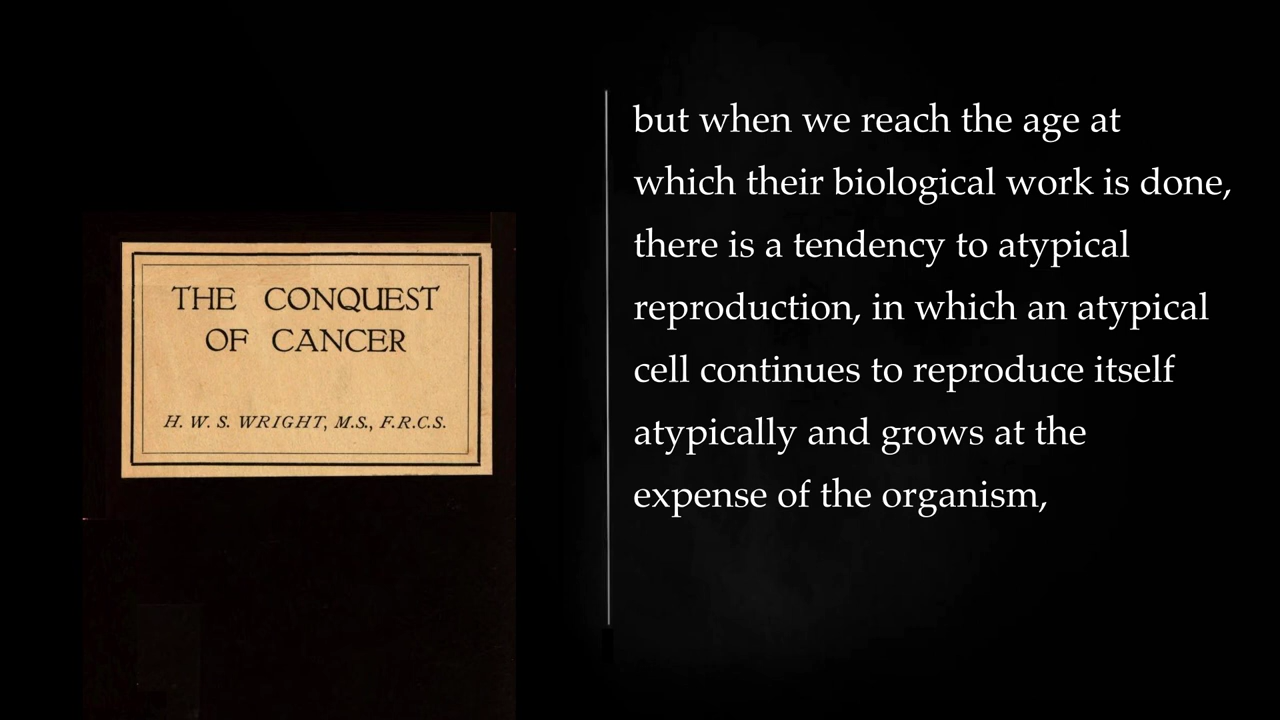 THE CONQUEST
OF CANCER
H. W. S. WRIGHT, M.S., F.R.C.S.
but when we reach the age at
which their biological work is done,
there is a tendency to atypical
reproduction, in which an atypical
cell continues to reproduce itself
atypically and grows at the
expense of the organism,